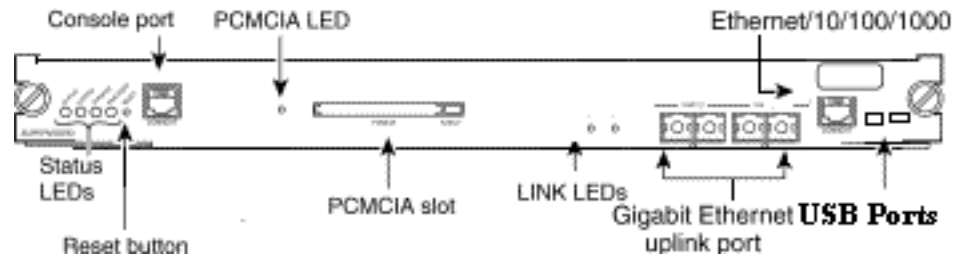 Console port
PCMCIA LED
Ethernet/10/100/1000
Status
LEDs
Reset button
PCMCIA slot
LINK LEDs
Gigabit Ethernet
uplink port
USB Ports